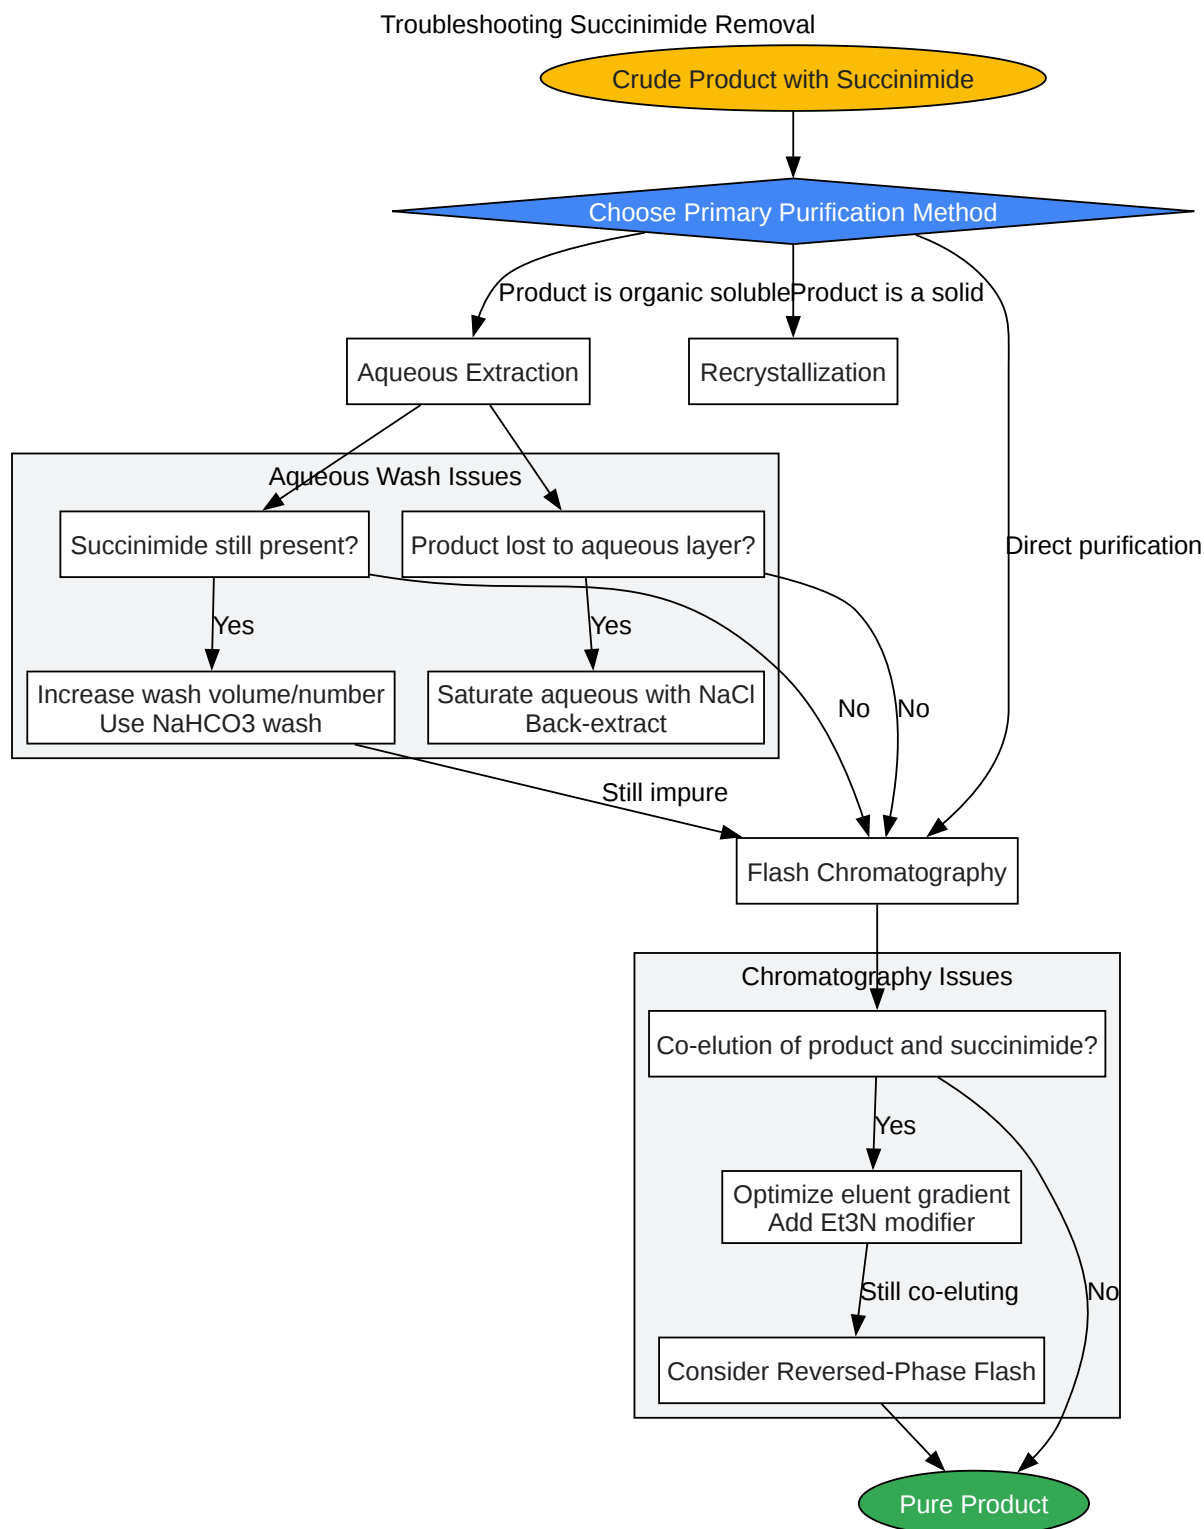 Troubleshooting Succinimide Removal
Crude Product with Succinimide
Choose Primary Purification Method
Product is organic soluble
Product is a solid
Aqueous Extraction
Recrystallization
Aqueous Wash Issues
Succinimide still present?
Product lost to aqueous layer?
Direct purification
Yes
Yes
Increase wash volume/number
Use NaHCO3 wash
Saturate aqueous with NaCl
Back-extract
No
No
Still impure
Flash Chromatography
Chromatography Issues
Co-elution of product and succinimide?
Yes
Optimize eluent gradient
Add Et3N modifier
Still co-eluting
No
Consider Reversed-Phase Flash
Pure Product